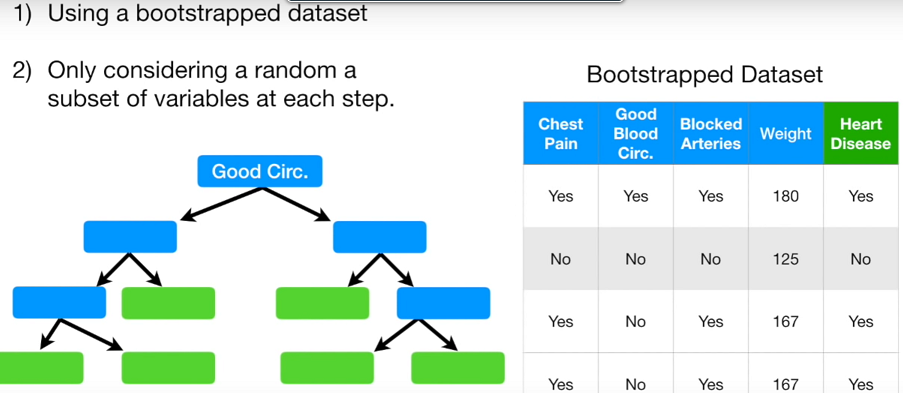 1) Using a bootstrapped dataset
2) Only considering a random a
subset of variables at each step.
Good Circ.
Bootstrapped Dataset
Chest Pain Good Blood Circ. Blocked Arteries Weight Heart Disease
Yes Yes Yes 180 Yes
No No No 125 No
Yes No Yes 167 Yes
Yes No Yes 167 Yes